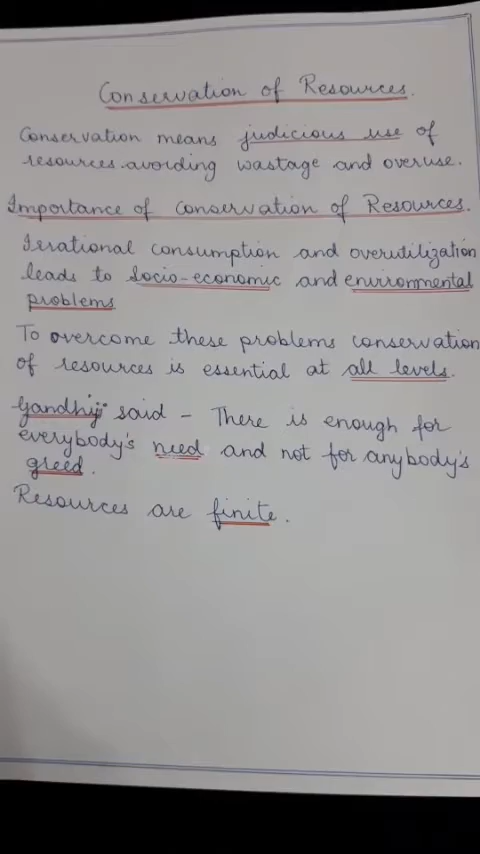 Conservation of Resources.
Conservation means judicious use of
resources avoiding wastage and overuse.
Importance of conservation of Resources.
Irrational consumption and overutilization
leads to socio-economic and environmental
problems
To overcome these problems conservation
of resources is essential at all levels.
Gandhiji said - There is enough for
everybody's need and not for anybody's
greed.
Resources are finite.